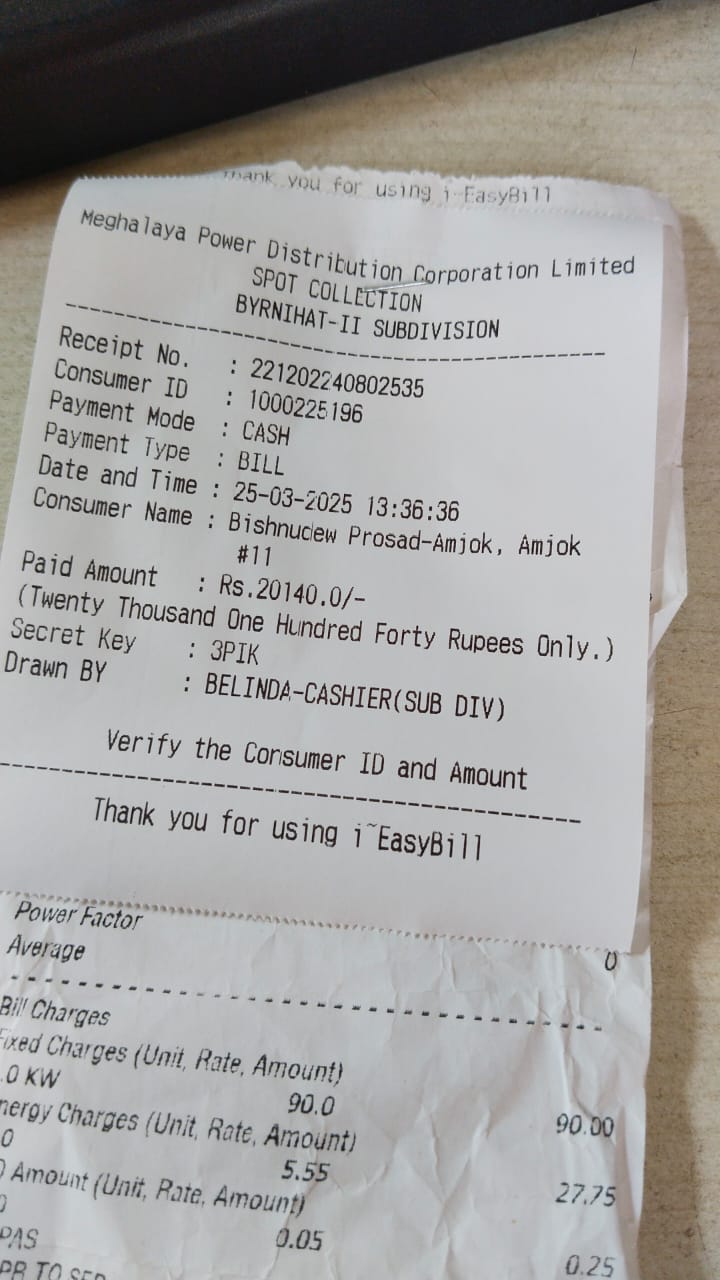 Thank you for using i~EasyBill
Meghalaya Power Distribution Corporation Limited
SPOT COLLECTION
BYRNIHAT-II SUBDIVISION
Receipt No. : 221202240802535
Consumer ID : 1000225196
Payment Mode : CASH
Payment Type : BILL
Date and Time : 25-03-2025 13:36:36
Consumer Name : Bishnudew Prosad-Amjok, Amjok
#11
Paid Amount : Rs.20140.0/-
(Twenty Thousand One Hundred Forty Rupees Only.)
Secret Key : 3PIK
Drawn BY : BELINDA-CASHIER(SUB DIV)
Verify the Consumer ID and Amount
Thank you for using i~EasyBill
Power Factor
Average 0
Bill Charges
Fixed Charges (Unit, Rate, Amount)
.0 KW 90.0 90.00
nergy Charges (Unit, Rate, Amount)
.0 5.55 27.75
Amount (Unit, Rate, Amount)
0.05 0.25